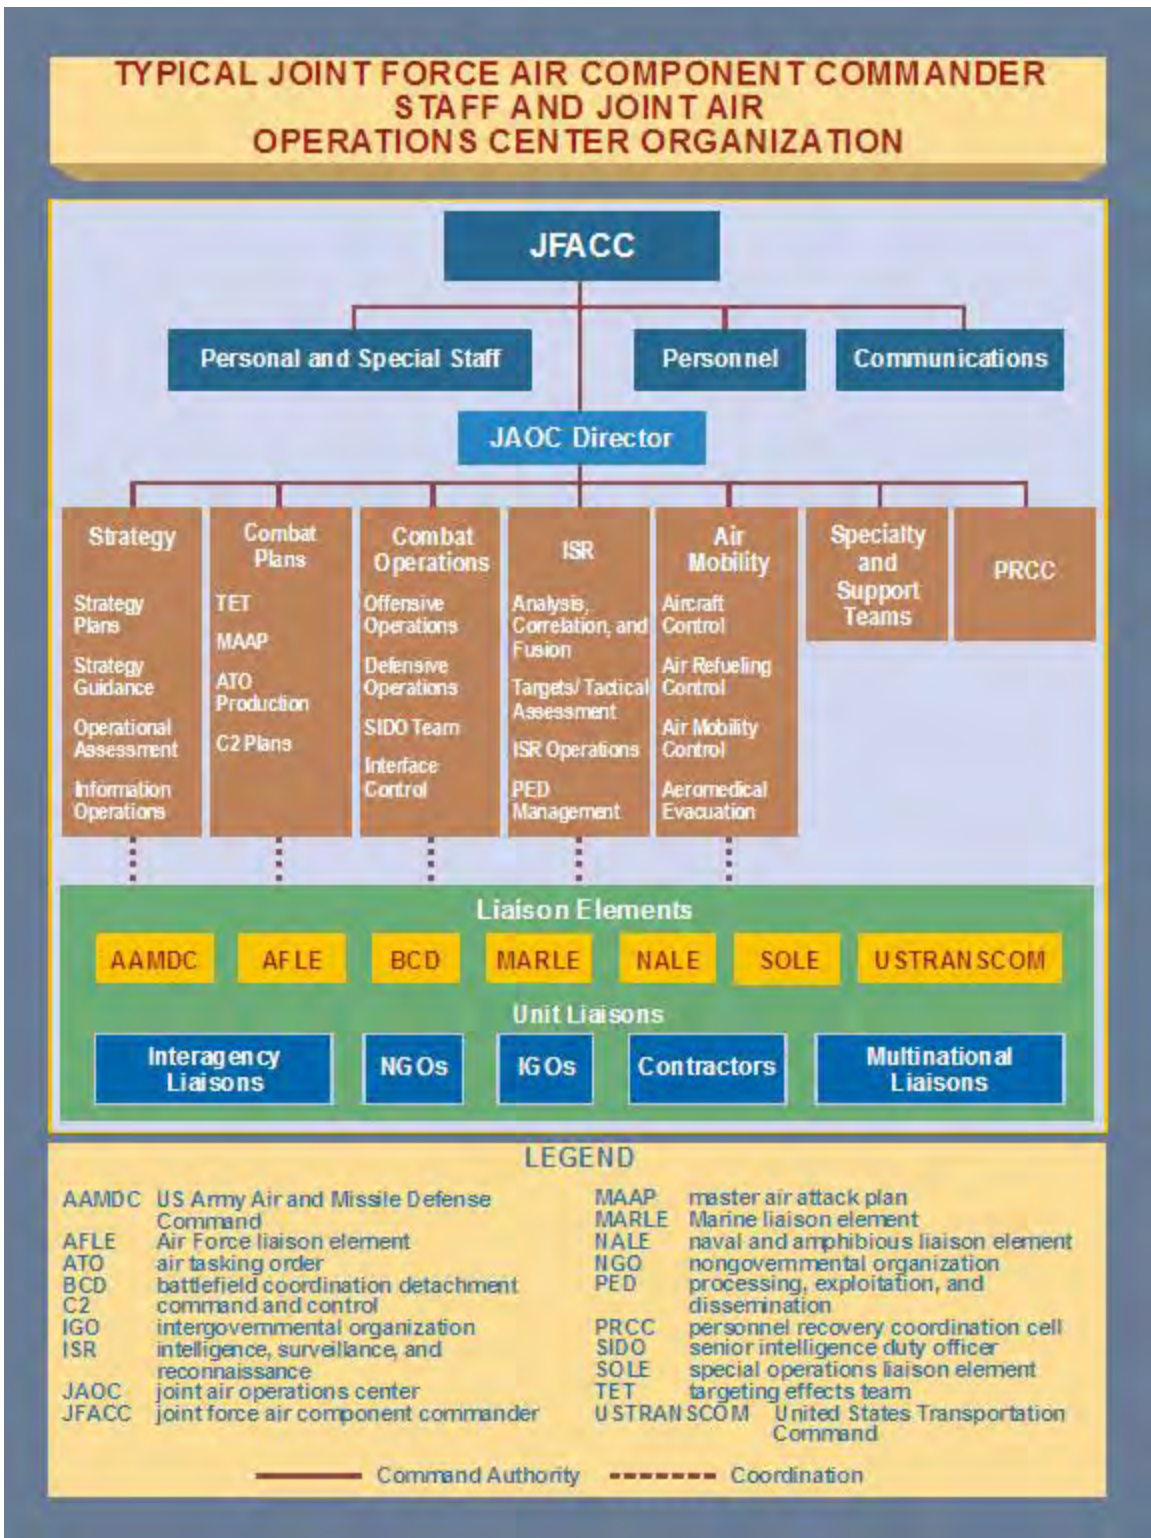 TYPICAL JOINT FORCE AIR COMPONENT COMMANDER
STAFF AND JOINT AIR
OPERATIONS CENTER ORGANIZATION
JFACC
Personal and Special Staff
Personnel
Communications
JAOC Director
Strategy
Strategy
Plans
Strategy
Guidance
Operational
Assessment
Information
Operations
Combat
Plans
TET
MAAP
ATO
Production
C2 Plans
Combat
Operations
Offensive
Operations
Defensive
Operations
SIDO Team
Interface
Control
ISR
Analysis,
Correlation, and
Fusion
Targets/ Tactical
Assessment
ISR Operations
PED
Management
Air
Mobility
Aircraft
Control
Air Refueling
Control
Air Mobility
Control
Aeromedical
Evacuation
Specialty
and
Support
Teams
PRCC
Liaison Elements
AAMDC
AFLE
BCD
MARLE
NALE
SOLE
USTRANSCOM
Unit Liaisons
Interagency
Liaisons
NGOs
IGOs
Contractors
Multinational
Liaisons
LEGEND
AAMDC US Army Air and Missile Defense
Command
AFLE Air Force liaison element
ATO air tasking order
BCD battlefield coordination detachment
C2 command and control
IGO intergovernmental organization
ISR intelligence, surveillance, and
reconnaissance
JAOC joint air operations center
JFACC joint force air component commander
MAAP master air attack plan
MARLE Marine liaison element
NALE naval and amphibious liaison element
NGO nongovernmental organization
PED processing, exploitation, and
dissemination
PRCC personnel recovery coordination cell
SIDO senior intelligence duty officer
SOLE special operations liaison element
TET targeting effects team
USTRANSCOM United States Transportation
Command
Command Authority
Coordination